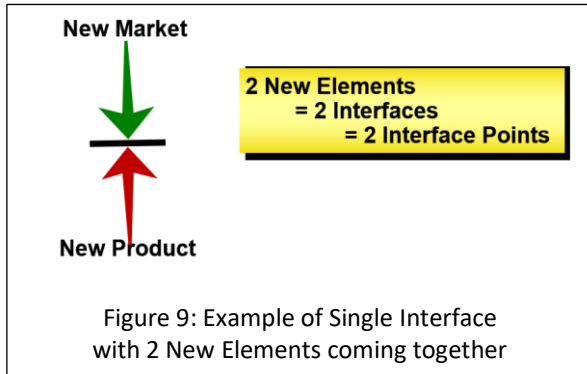 New Market
2 New Elements
= 2 Interfaces
= 2 Interface Points
New Product
Figure 9: Example of Single Interface
with 2 New Elements coming together